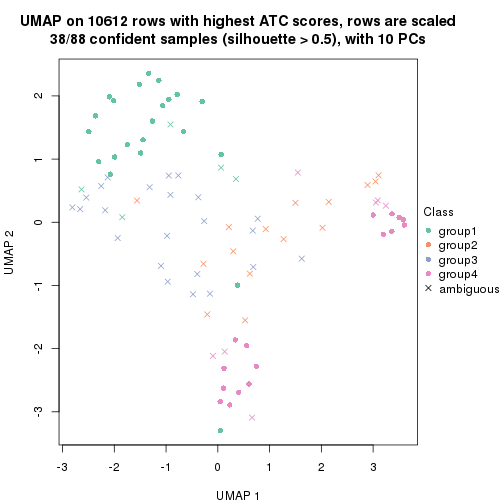 UMAP on 10612 rows with highest ATC scores, rows are scaled
38/88 confident samples (silhouette > 0.5), with 10 PCs
2
1
0
-1
-2
-3
UMAP 2
-3
-2
-1
0
1
2
3
UMAP 1
Class
group1
group2
group3
group4
ambiguous